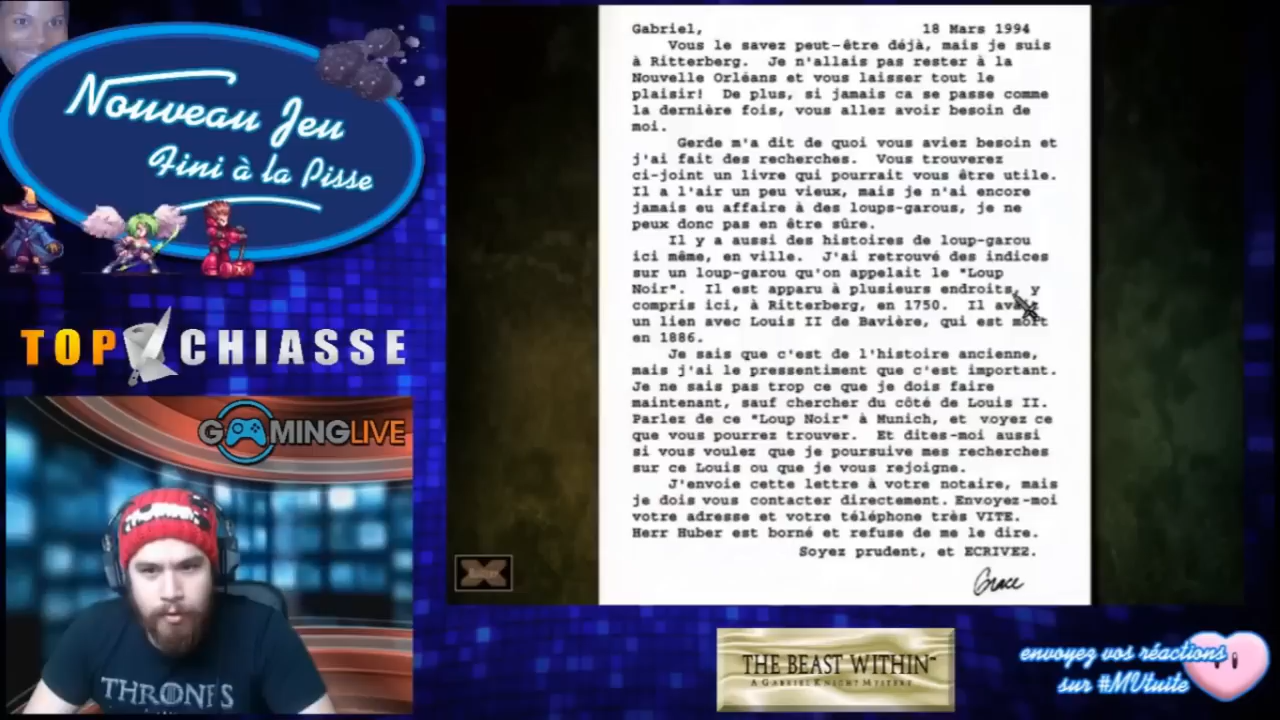 Nouveau Jeu
Fini à la Pisse
TOP CHIASSE
GAMINGLIVE
THRONES
Gabriel, 18 Mars 1994
Vous le savez peut-être déjà, mais je suis
à Ritterberg. Je n'allais pas rester à la
Nouvelle Orléans et vous laisser tout le
plaisir! De plus, si jamais ca se passe comme
la dernière fois, vous allez avoir besoin de
moi.
Gerde m'a dit de quoi vous aviez besoin et
j'ai fait des recherches. Vous trouverez
ci-joint un livre qui pourrait vous être utile.
Il a l'air un peu vieux, mais je n'ai encore
jamais eu affaire à des loups-garous, je ne
peux donc pas en être sûre.
Il y a aussi des histoires de loup-garou
ici même, en ville. J'ai retrouvé des indices
sur un loup-garou qu'on appelait le "Loup
Noir". Il est apparu à plusieurs endroits, y
compris ici, à Ritterberg, en 1750. Il avait
un lien avec Louis II de Bavière, qui est mort
en 1886.
Je sais que c'est de l'histoire ancienne,
mais j'ai le pressentiment que c'est important.
Je ne sais pas trop ce que je dois faire
maintenant, sauf chercher du côté de Louis II.
Parlez de ce "Loup Noir" à Munich, et voyez ce
que vous pourrez trouver. Et dites-moi aussi
si vous voulez que je poursuive mes recherches
sur ce Louis ou que je vous rejoigne.
J'envoie cette lettre à votre notaire, mais
je dois vous contacter directement. Envoyez-moi
votre adresse et votre téléphone très VITE.
Herr Huber est borné et refuse de me le dire.
Soyez prudent, et ECRIVEZ.
Grace
THE BEAST WITHIN™
A GABRIEL KNIGHT MYSTERY
envoyez vos réactions
sur #MVtuite